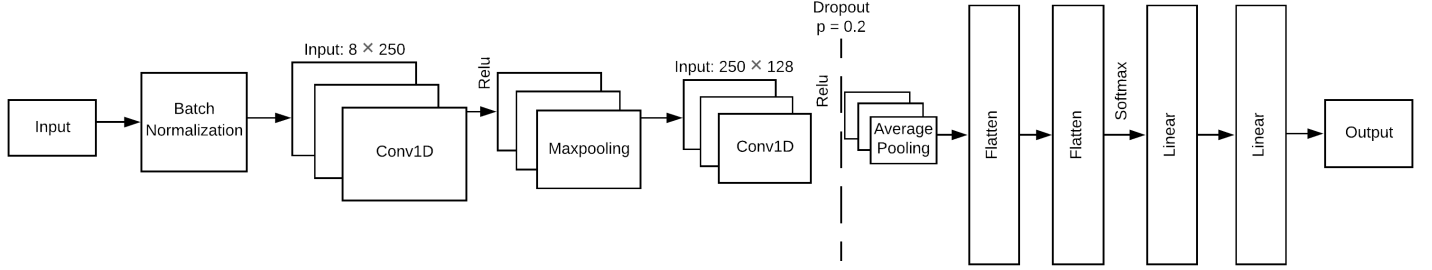 Input
Batch
Normalization
Input: 8 × 250
Conv1D
Relu
Maxpooling
Input: 250 × 128
Conv1D
Relu
Dropout
p = 0.2
Average
Pooling
Flatten
Flatten
Softmax
Linear
Linear
Output